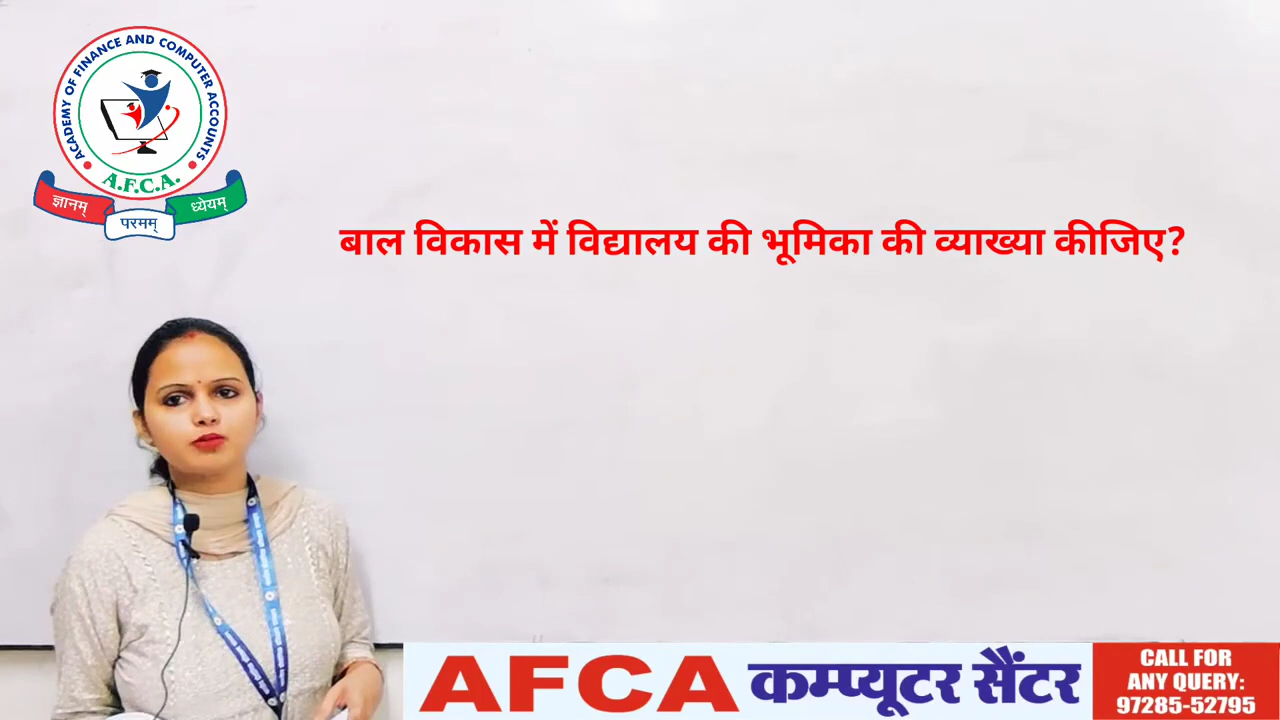 ACADEMY OF FINANCE AND COMPUTER ACCOUNTS
A.F.C.A.
ज्ञानम्
परमम्
ध्येयम्
बाल विकास में विद्यालय की भूमिका की व्याख्या कीजिए?
AFCA कम्प्यूटर सैंटर
CALL FOR
ANY QUERY:
97285-52795